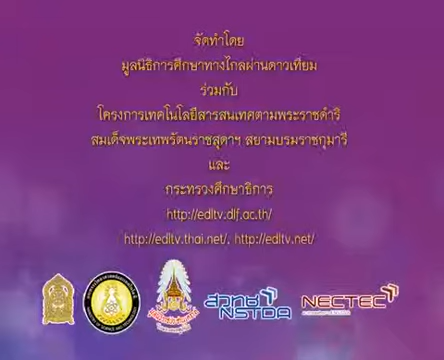 จัดทำโดย
มูลนิธิการศึกษาทางไกลผ่านดาวเทียม
ร่วมกับ
โครงการเทคโนโลยีสารสนเทศตามพระราชดำริ
สมเด็จพระเทพรัตนราชสุดาฯ สยามบรมราชกุมารี
และ
กระทรวงศึกษาธิการ
http://edltv.dlf.ac.th/
http://edltv.thai.net/, http://edltv.net/
สวทช
NSTDA
NECTEC